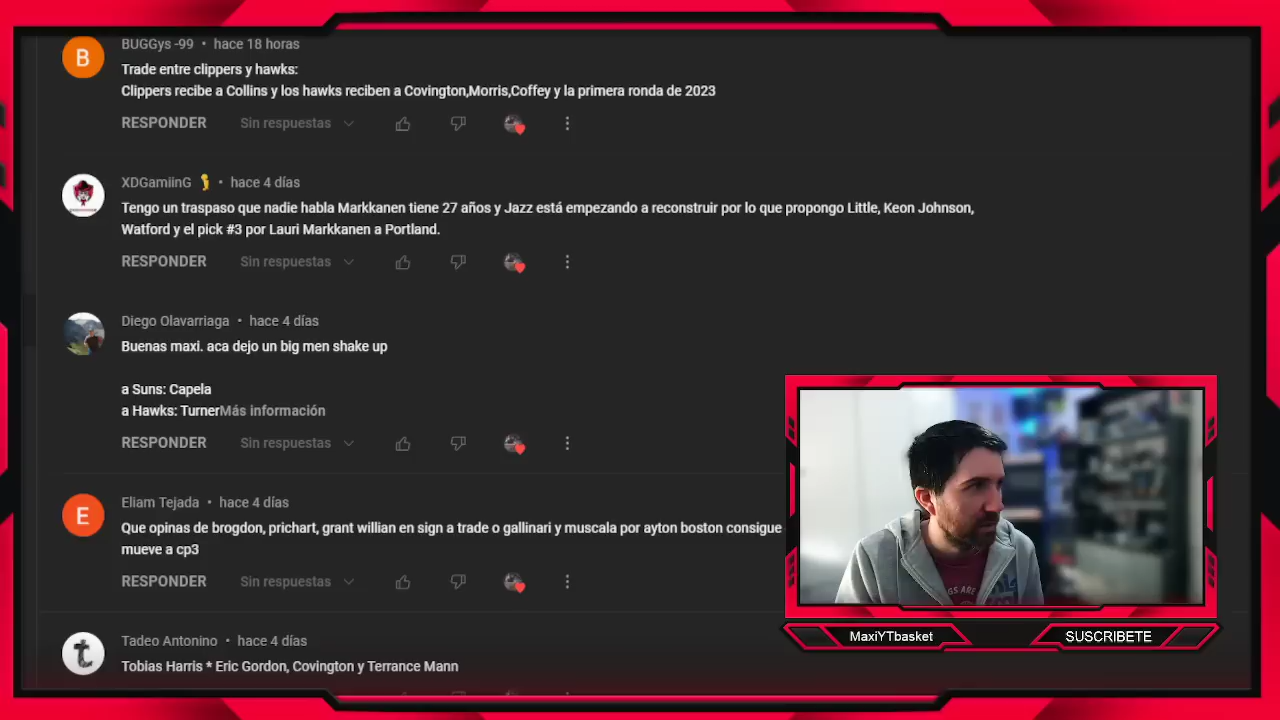 BUGGys -99 • hace 18 horas
Trade entre clippers y hawks:
Clippers recibe a Collins y los hawks reciben a Covington,Morris,Coffey y la primera ronda de 2023
RESPONDER Sin respuestas
XDGamiinG • hace 4 días
Tengo un traspaso que nadie habla Markkanen tiene 27 años y Jazz está empezando a reconstruir por lo que propongo Little, Keon Johnson,
Watford y el pick #3 por Lauri Markkanen a Portland.
RESPONDER Sin respuestas
Diego Olavarriaga • hace 4 días
Buenas maxi. aca dejo un big men shake up
a Suns: Capela
a Hawks: TurnerMás información
RESPONDER Sin respuestas
Eliam Tejada • hace 4 días
Que opinas de brogdon, prichart, grant willian en sign a trade o gallinari y muscala por ayton boston consigue
mueve a cp3
RESPONDER Sin respuestas
Tadeo Antonino • hace 4 días
Tobias Harris * Eric Gordon, Covington y Terrance Mann
B
E
t
MaxiYTbasket
SUSCRIBETE